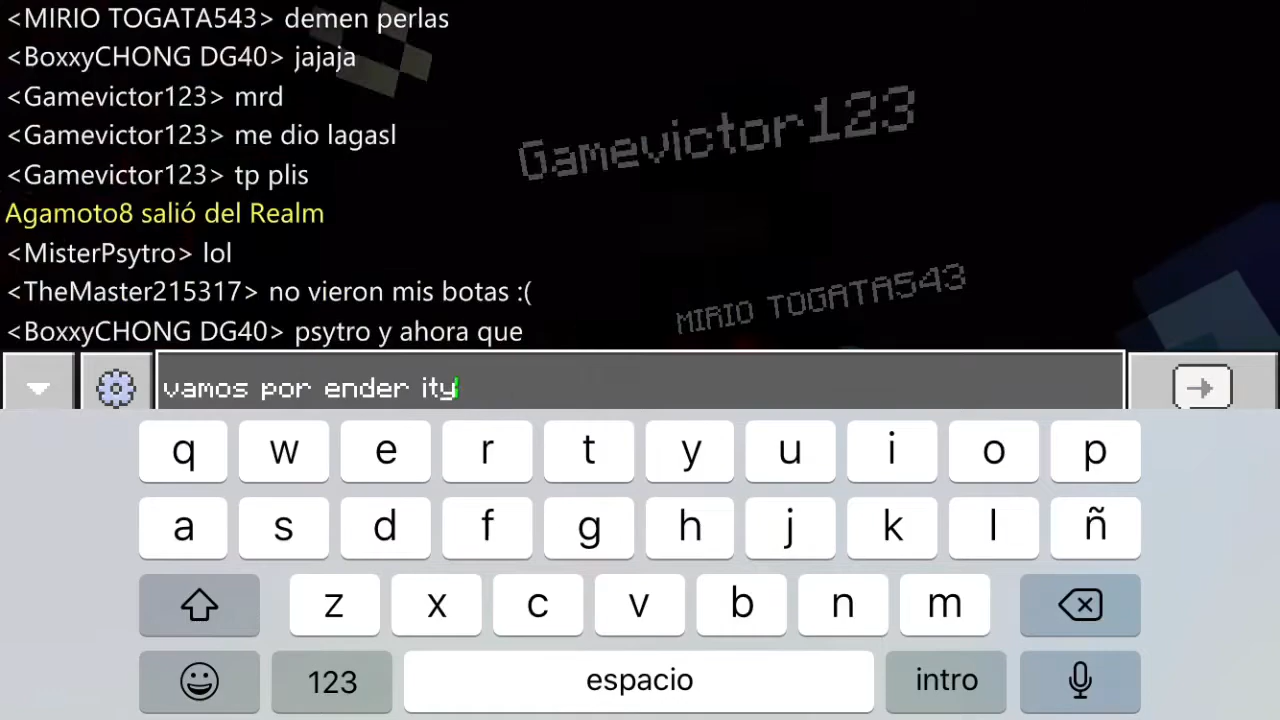 <MIRIO TOGATA543> demen perlas
<BoxxyCHONG DG40> jajaja
<Gamevictor123> mrd
<Gamevictor123> me dio lagasl
<Gamevictor123> tp plis
Agamoto8 salió del Realm
<MisterPsytro> lol
<TheMaster215317> no vieron mis botas :(
<BoxxyCHONG DG40> psytro y ahora que
Gamevictor123
MIRIO TOGATA543
vamos por ender ity
q w e r t y u i o p
a s d f g h j k l ñ
z x c v b n m
123 espacio intro